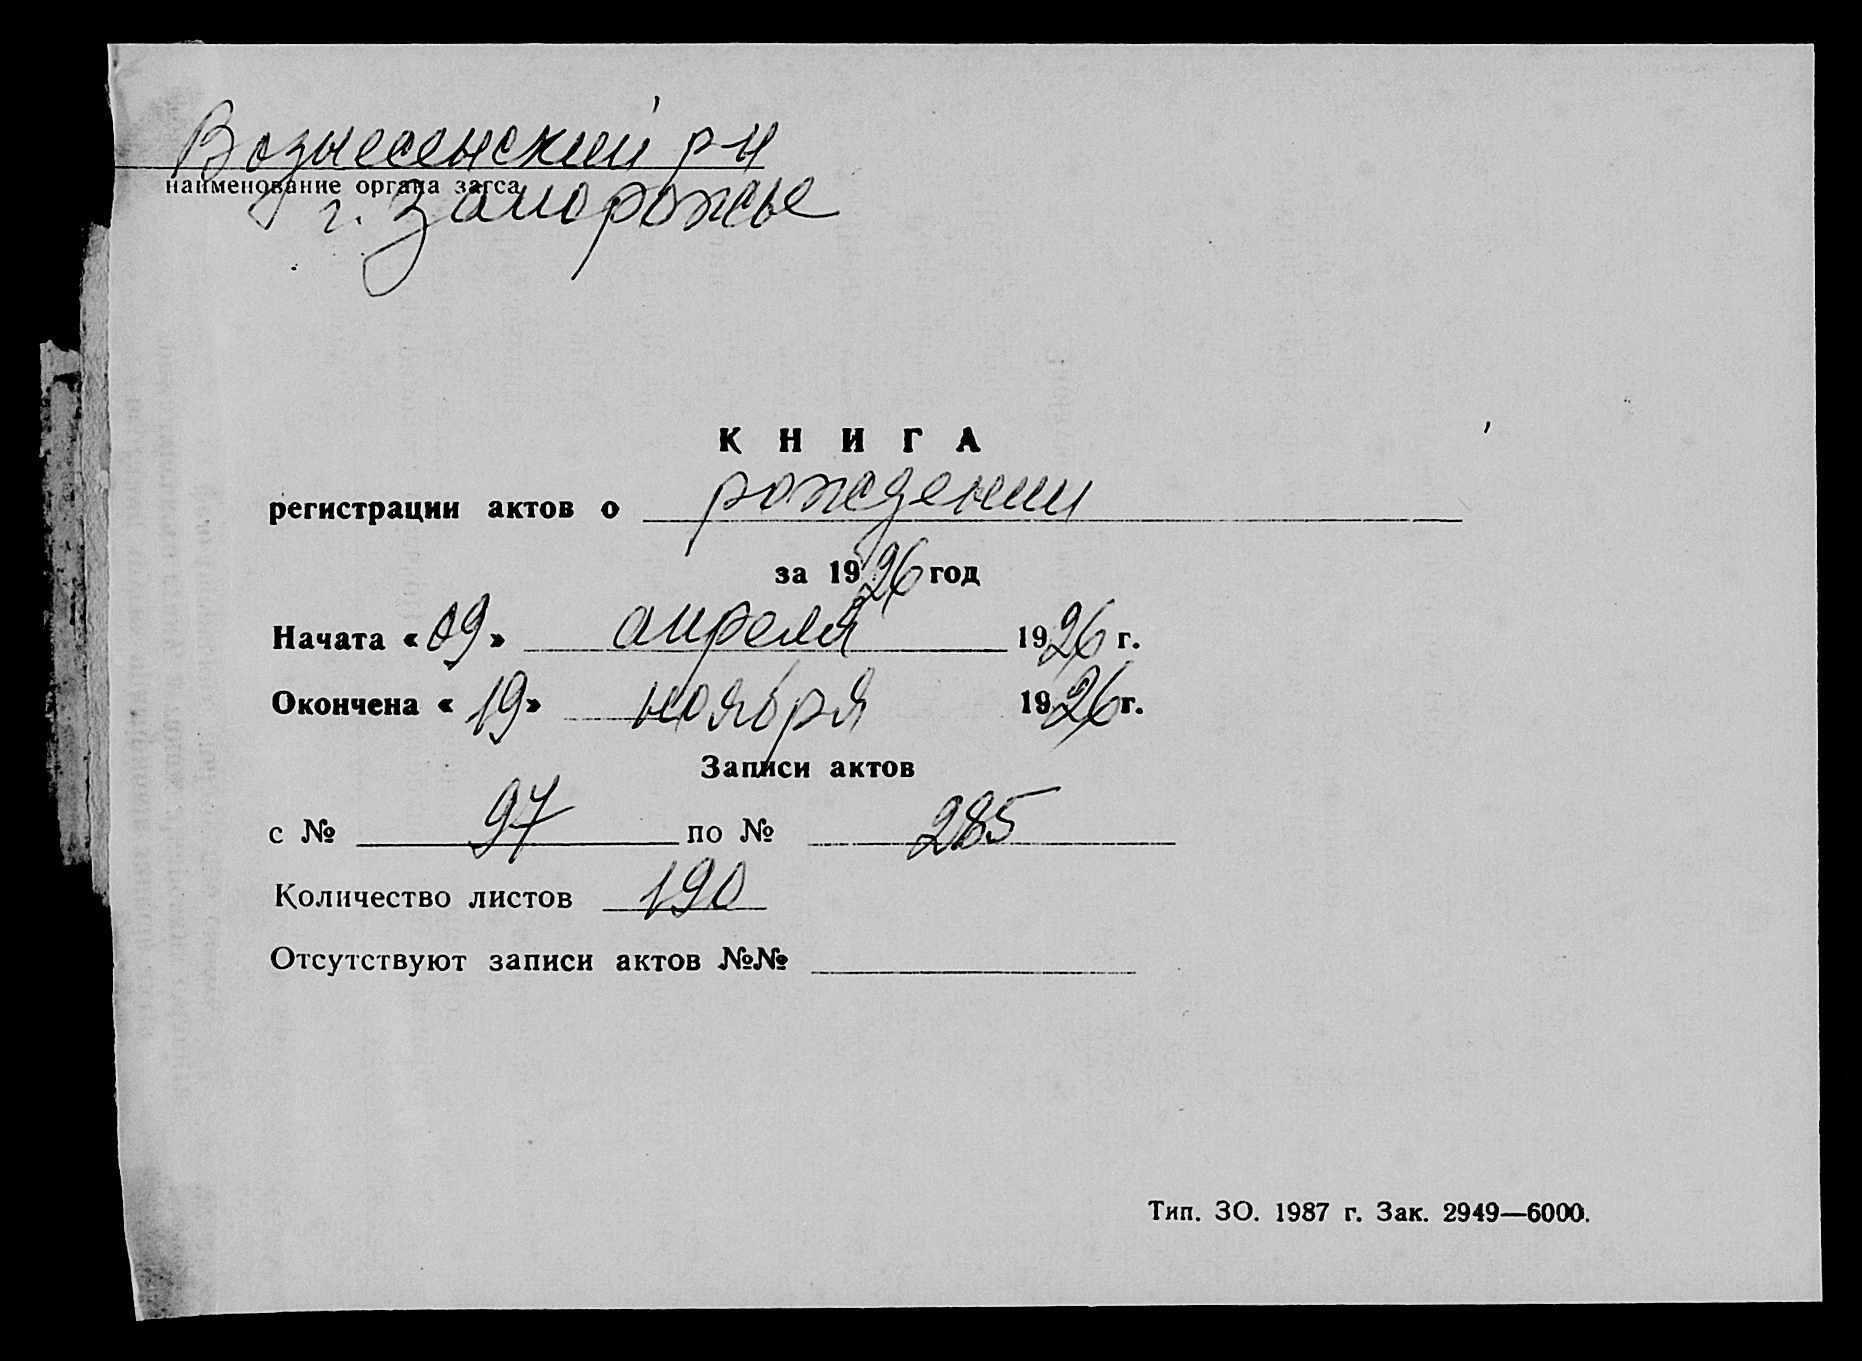 Вознесенский р-н
наименование органа загса
г. Запорожье
КНИГА
регистрации актов о рождении
за 1926 год
Начата «09» апреля 1926 г.
Окончена «19» ноября 1926 г.
Записи актов
с № 97 по № 285
Количество листов 190
Отсутствуют записи актов №№
Тип. ЗО. 1987 г. Зак. 2949—6000.